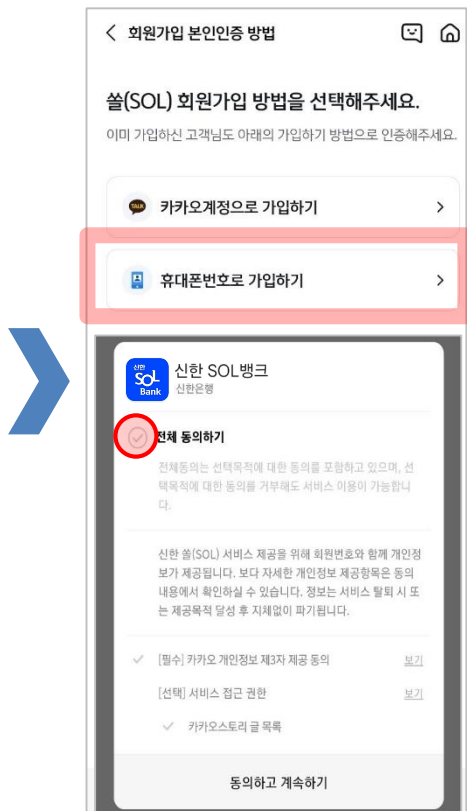 회원가입 본인인증 방법
쏠(SOL) 회원가입 방법을 선택해주세요.
이미 가입하신 고객님도 아래의 가입하기 방법으로 인증해주세요.
TALK
카카오계정으로 가입하기
휴대폰번호로 가입하기
신한
SOL
Bank
신한 SOL뱅크
신한은행
전체 동의하기
전체동의는 선택목적에 대한 동의를 포함하고 있으며, 선
택목적에 대한 동의를 거부해도 서비스 이용이 가능합니
다.
신한 쏠(SOL) 서비스 제공을 위해 회원번호와 함께 개인정
보가 제공됩니다. 보다 자세한 개인정보 제공항목은 동의
내용에서 확인하실 수 있습니다. 정보는 서비스 탈퇴 시 또
는 제공목적 달성 후 지체없이 파기됩니다.
[필수] 카카오 개인정보 제3자 제공 동의 보기
[선택] 서비스 접근 권한 보기
카카오스토리 글 목록
동의하고 계속하기